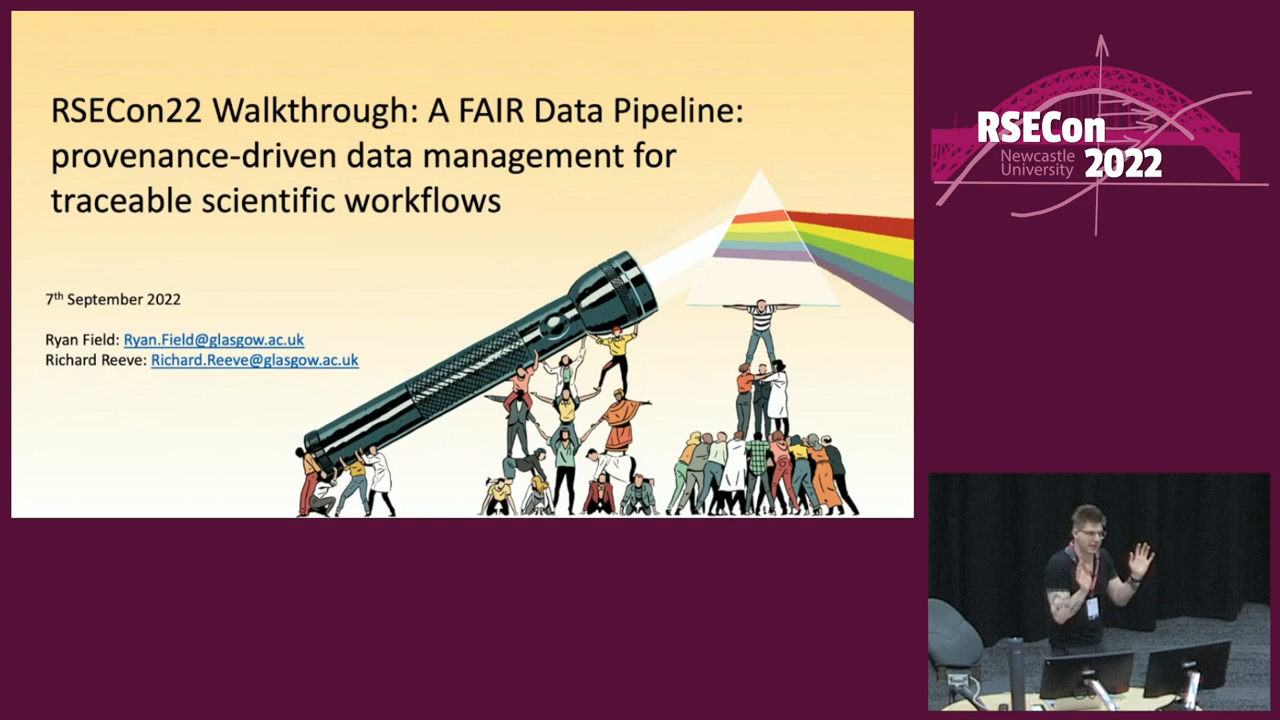 RSECon22 Walkthrough: A FAIR Data Pipeline:
provenance-driven data management for
traceable scientific workflows
7th September 2022
Ryan Field: Ryan.Field@glasgow.ac.uk
Richard Reeve: Richard.Reeve@glasgow.ac.uk
RSECon
Newcastle
University
2022